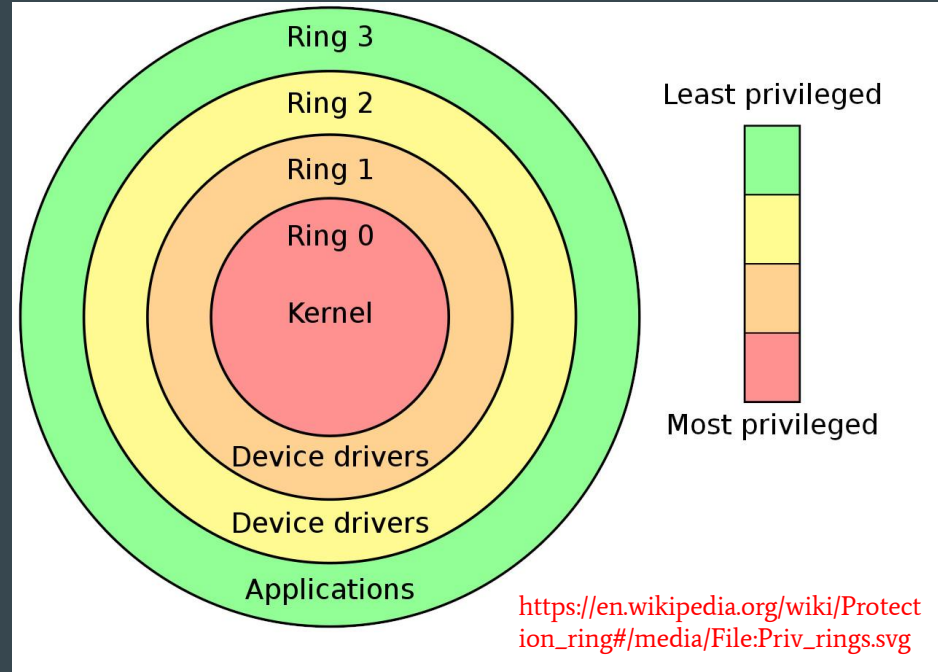 Ring 3
Ring 2
Ring 1
Ring 0
Kernel
Device drivers
Device drivers
Applications
Least privileged
Most privileged
https://en.wikipedia.org/wiki/Protect
ion_ring#/media/File:Priv_rings.svg